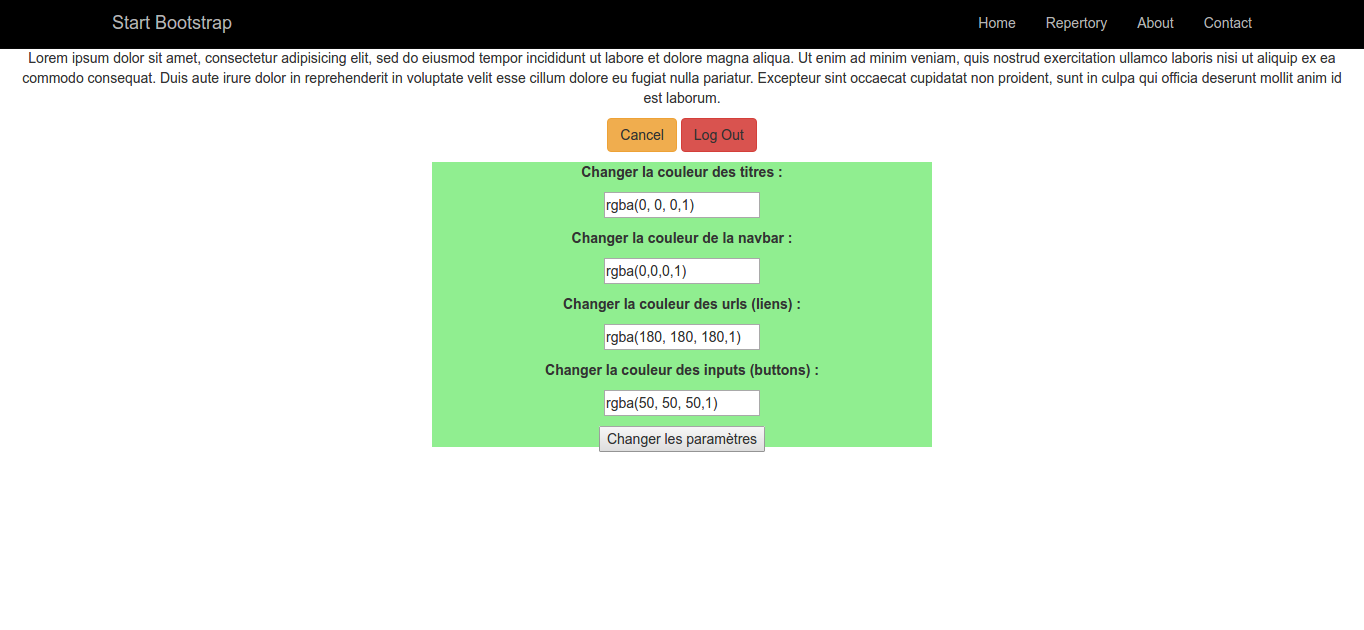 Start Bootstrap
Home Repertory About Contact
Lorem ipsum dolor sit amet, consectetur adipisicing elit, sed do eiusmod tempor incididunt ut labore et dolore magna aliqua. Ut enim ad minim veniam, quis nostrud exercitation ullamco laboris nisi ut aliquip ex ea
commodo consequat. Duis aute irure dolor in reprehenderit in voluptate velit esse cillum dolore eu fugiat nulla pariatur. Excepteur sint occaecat cupidatat non proident, sunt in culpa qui officia deserunt mollit anim id
est laborum.
Cancel Log Out
Changer la couleur des titres :
rgba(0, 0, 0,1)
Changer la couleur de la navbar :
rgba(0,0,0,1)
Changer la couleur des urls (liens) :
rgba(180, 180, 180,1)
Changer la couleur des inputs (buttons) :
rgba(50, 50, 50,1)
Changer les paramètres